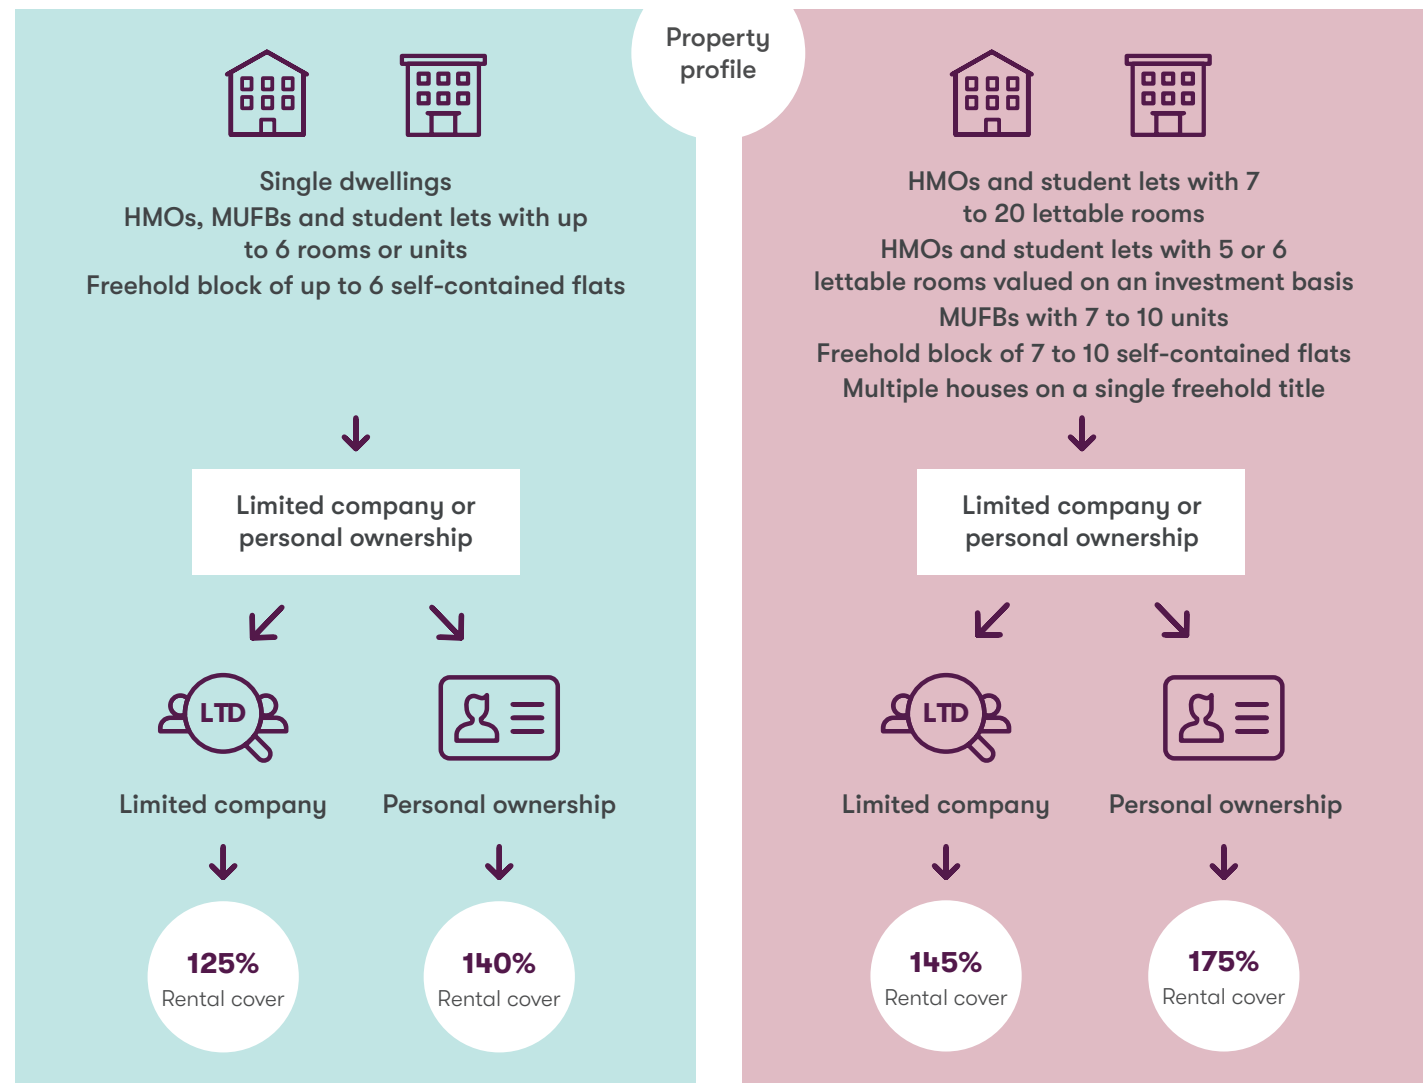 Property
profile
Single dwellings
HMOs, MUFBs and student lets with up
to 6 rooms or units
Freehold block of up to 6 self-contained flats
Limited company or
personal ownership
LTD
Limited company
Personal ownership
125%
Rental cover
140%
Rental cover
HMOs and student lets with 7
to 20 lettable rooms
HMOs and student lets with 5 or 6
lettable rooms valued on an investment basis
MUFBs with 7 to 10 units
Freehold block of 7 to 10 self-contained flats
Multiple houses on a single freehold title
Limited company or
personal ownership
LTD
Limited company
Personal ownership
145%
Rental cover
175%
Rental cover